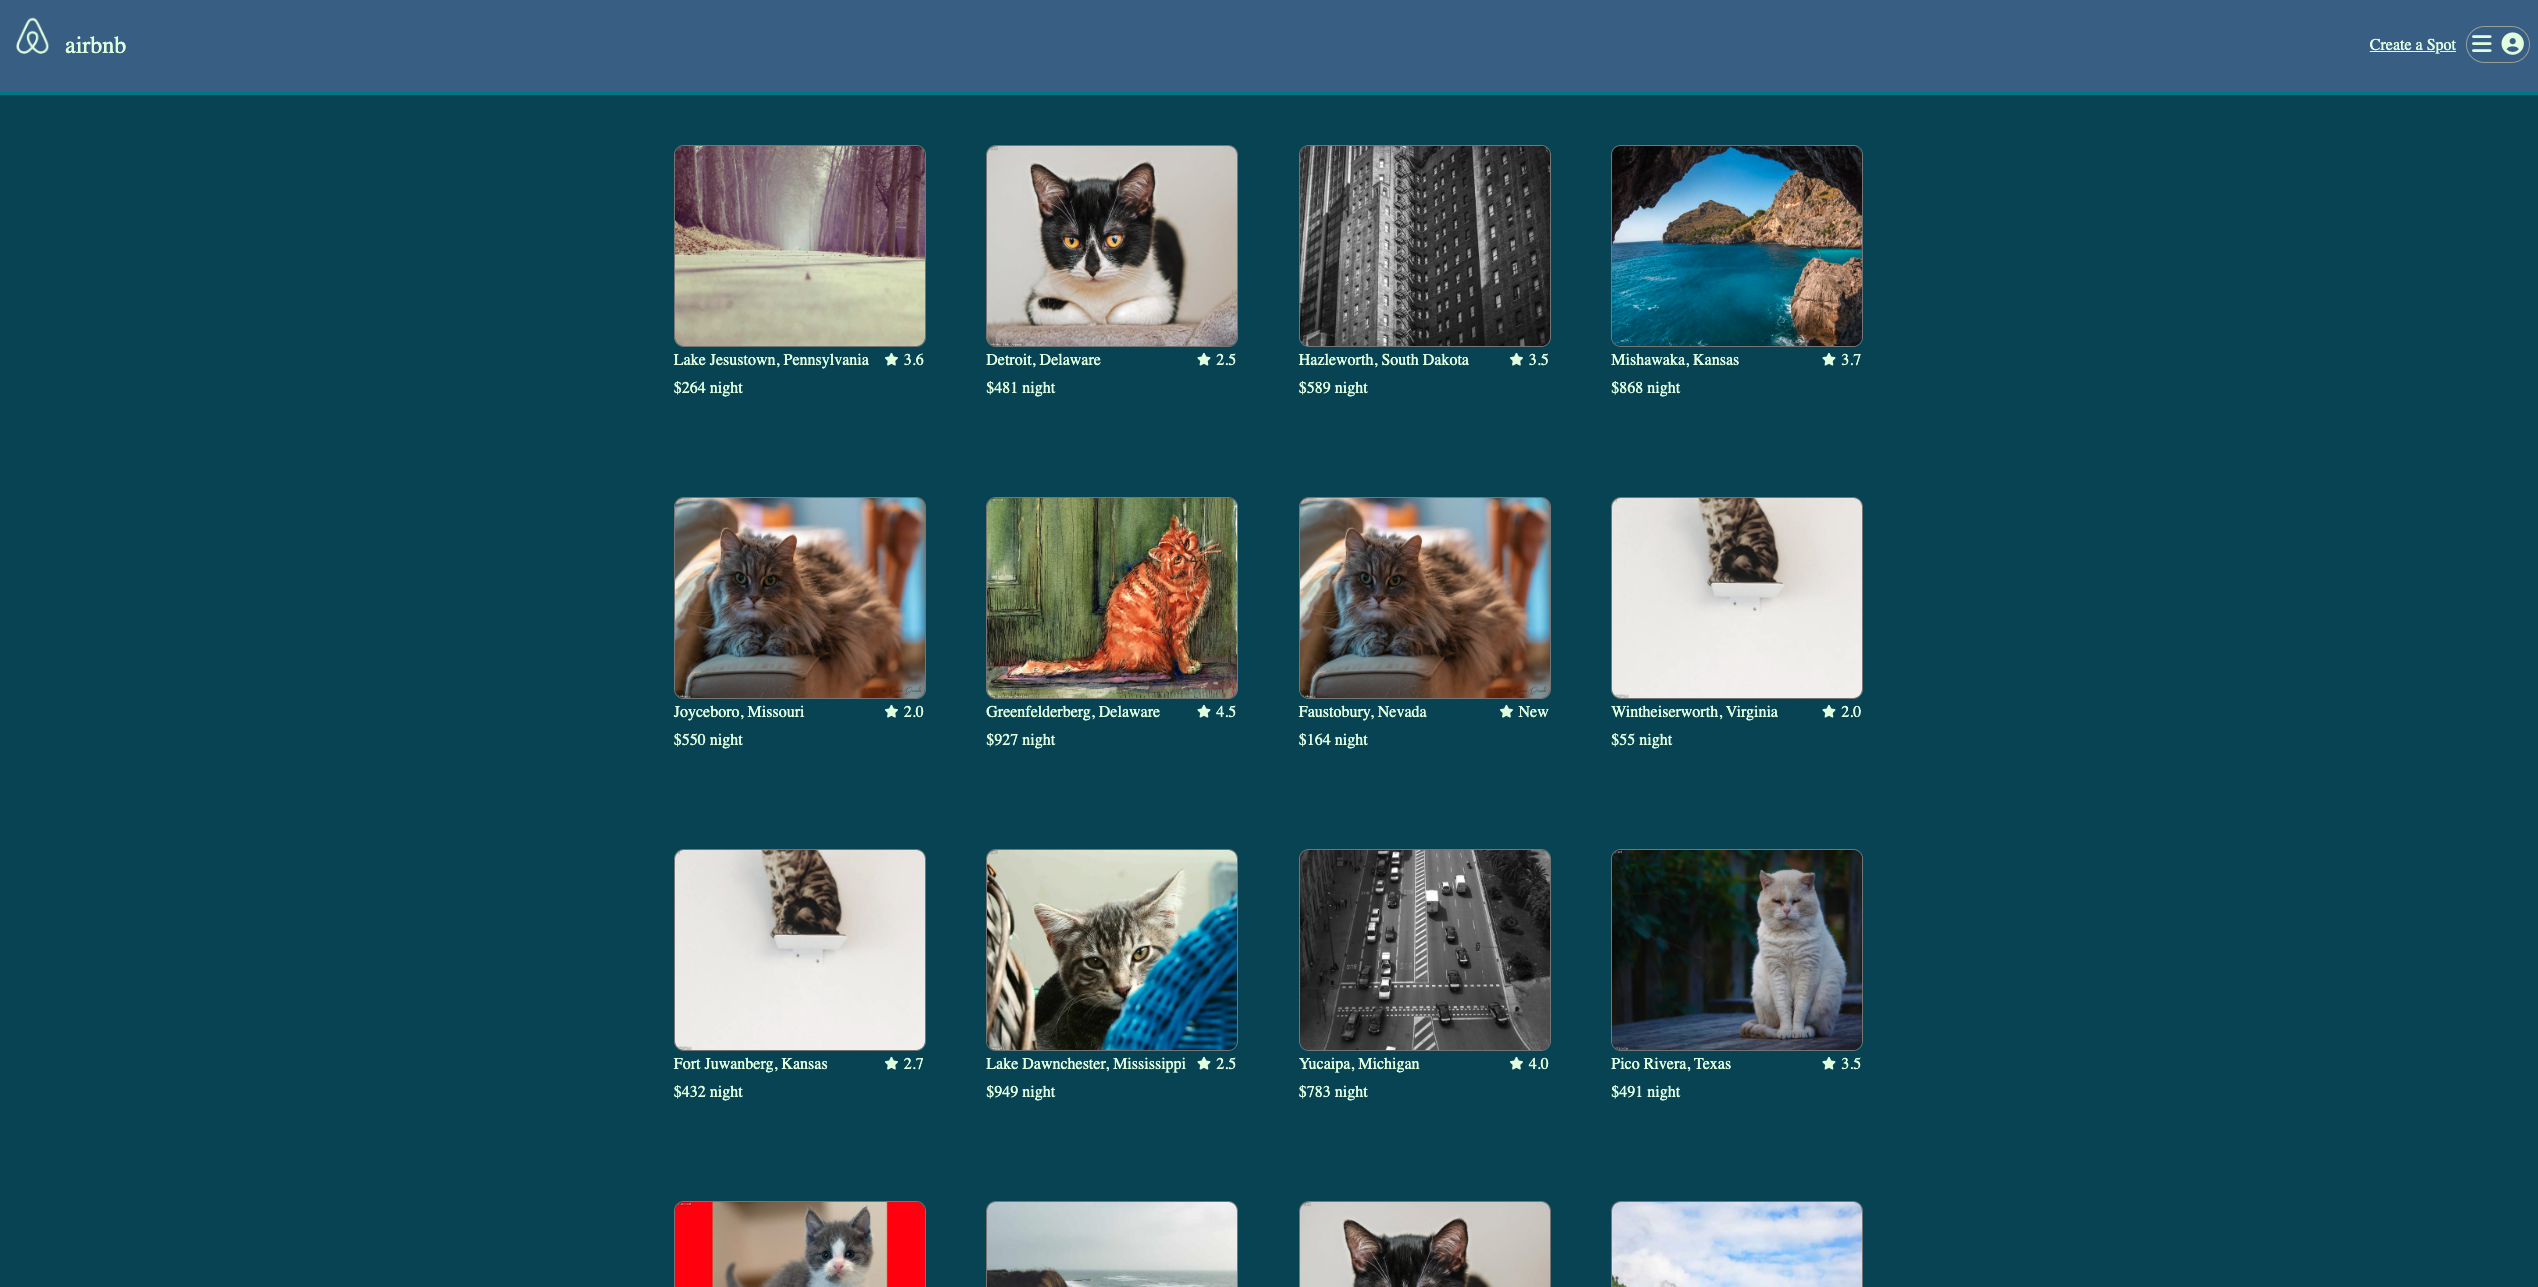 airbnb
Create a Spot
Lake Jesustown, Pennsylvania 3.6
$264 night
Detroit, Delaware 2.5
$481 night
Hazleworth, South Dakota 3.5
$589 night
Mishawaka, Kansas 3.7
$868 night
Joyceboro, Missouri 2.0
$550 night
Greenfelderberg, Delaware 4.5
$927 night
Faustobury, Nevada New
$164 night
Wintheiserworth, Virginia 2.0
$55 night
Fort Juwanberg, Kansas 2.7
$432 night
Lake Dawnchester, Mississippi 2.5
$949 night
Yucaipa, Michigan 4.0
$783 night
Pico Rivera, Texas 3.5
$491 night